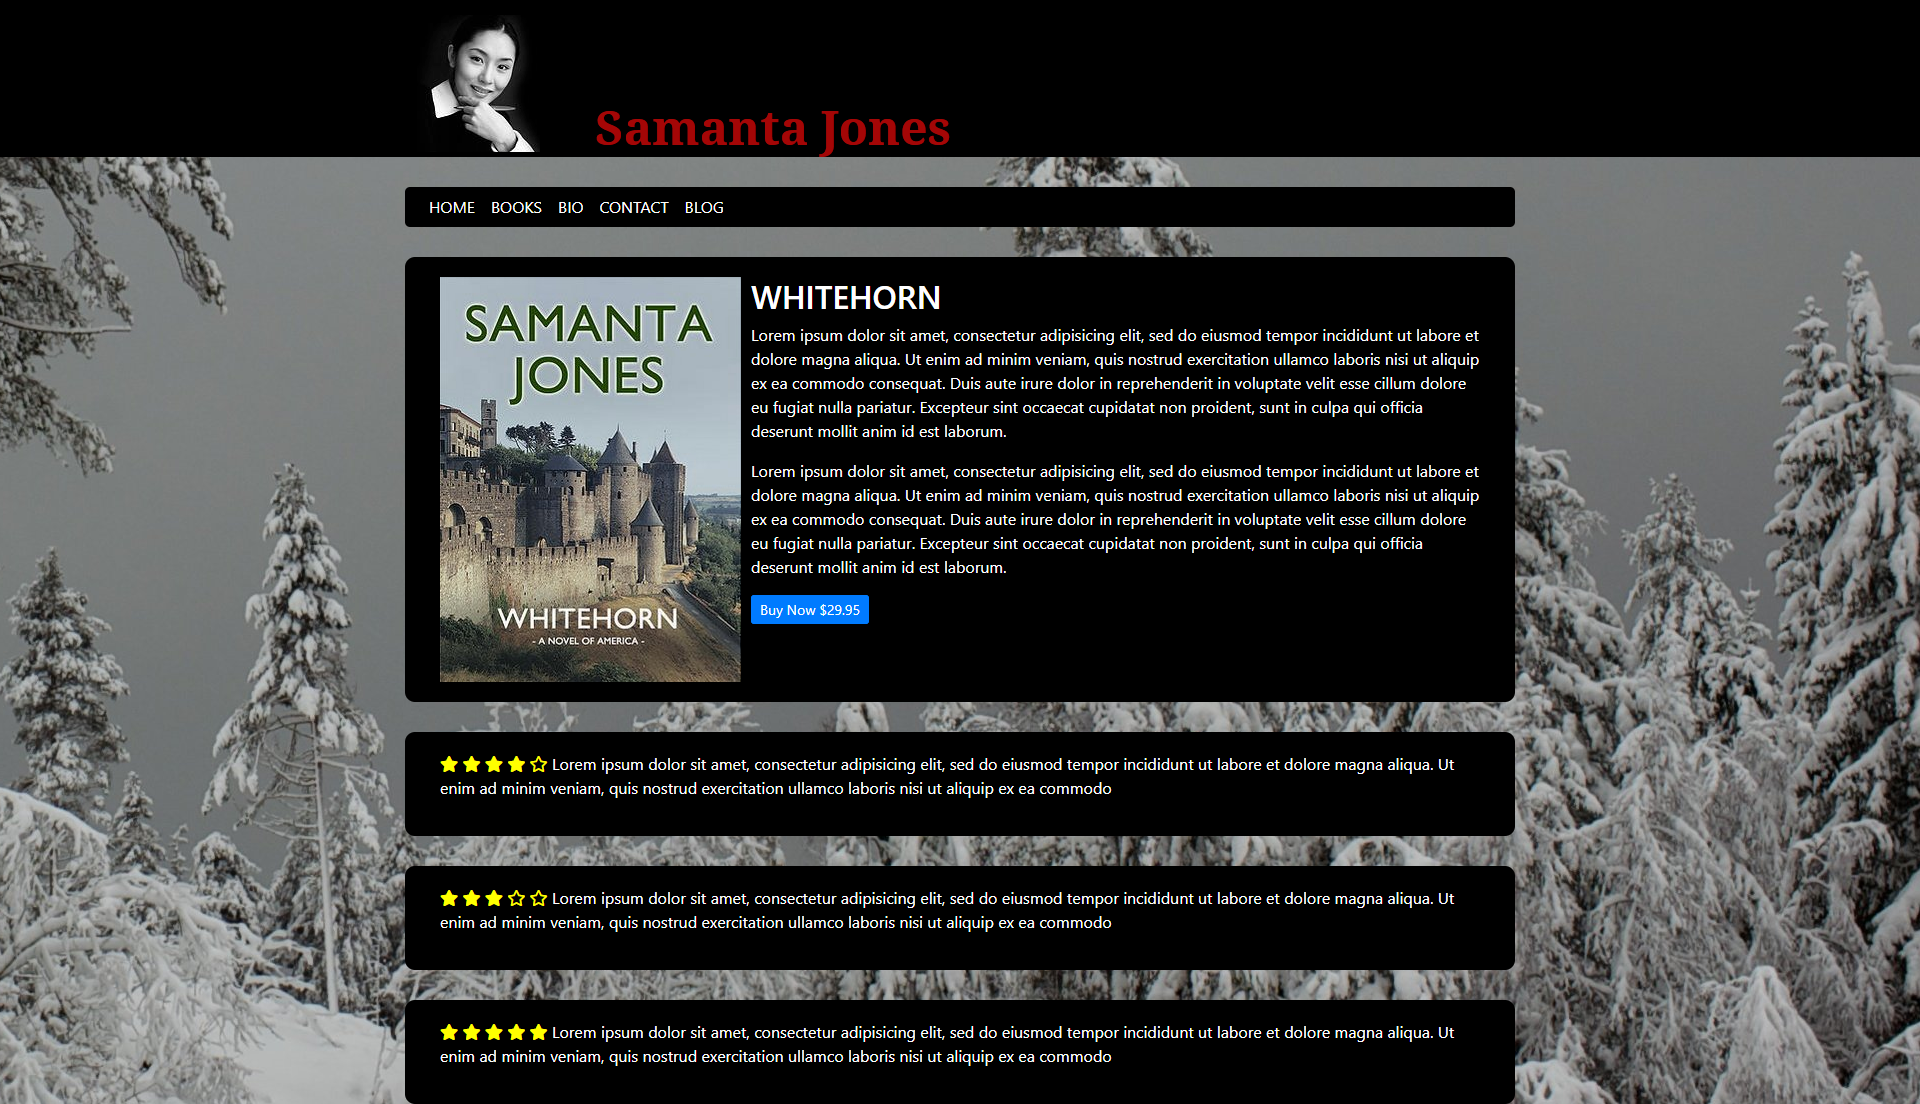 Samanta Jones
HOME BOOKS BIO CONTACT BLOG
SAMANTA
JONES
WHITEHORN
- A NOVEL OF AMERICA -
WHITEHORN
Lorem ipsum dolor sit amet, consectetur adipisicing elit, sed do eiusmod tempor incididunt ut labore et
dolore magna aliqua. Ut enim ad minim veniam, quis nostrud exercitation ullamco laboris nisi ut aliquip
ex ea commodo consequat. Duis aute irure dolor in reprehenderit in voluptate velit esse cillum dolore
eu fugiat nulla pariatur. Excepteur sint occaecat cupidatat non proident, sunt in culpa qui officia
deserunt mollit anim id est laborum.
Lorem ipsum dolor sit amet, consectetur adipisicing elit, sed do eiusmod tempor incididunt ut labore et
dolore magna aliqua. Ut enim ad minim veniam, quis nostrud exercitation ullamco laboris nisi ut aliquip
ex ea commodo consequat. Duis aute irure dolor in reprehenderit in voluptate velit esse cillum dolore
eu fugiat nulla pariatur. Excepteur sint occaecat cupidatat non proident, sunt in culpa qui officia
deserunt mollit anim id est laborum.
Buy Now $29.95
Lorem ipsum dolor sit amet, consectetur adipisicing elit, sed do eiusmod tempor incididunt ut labore et dolore magna aliqua. Ut
enim ad minim veniam, quis nostrud exercitation ullamco laboris nisi ut aliquip ex ea commodo
Lorem ipsum dolor sit amet, consectetur adipisicing elit, sed do eiusmod tempor incididunt ut labore et dolore magna aliqua. Ut
enim ad minim veniam, quis nostrud exercitation ullamco laboris nisi ut aliquip ex ea commodo
Lorem ipsum dolor sit amet, consectetur adipisicing elit, sed do eiusmod tempor incididunt ut labore et dolore magna aliqua. Ut
enim ad minim veniam, quis nostrud exercitation ullamco laboris nisi ut aliquip ex ea commodo